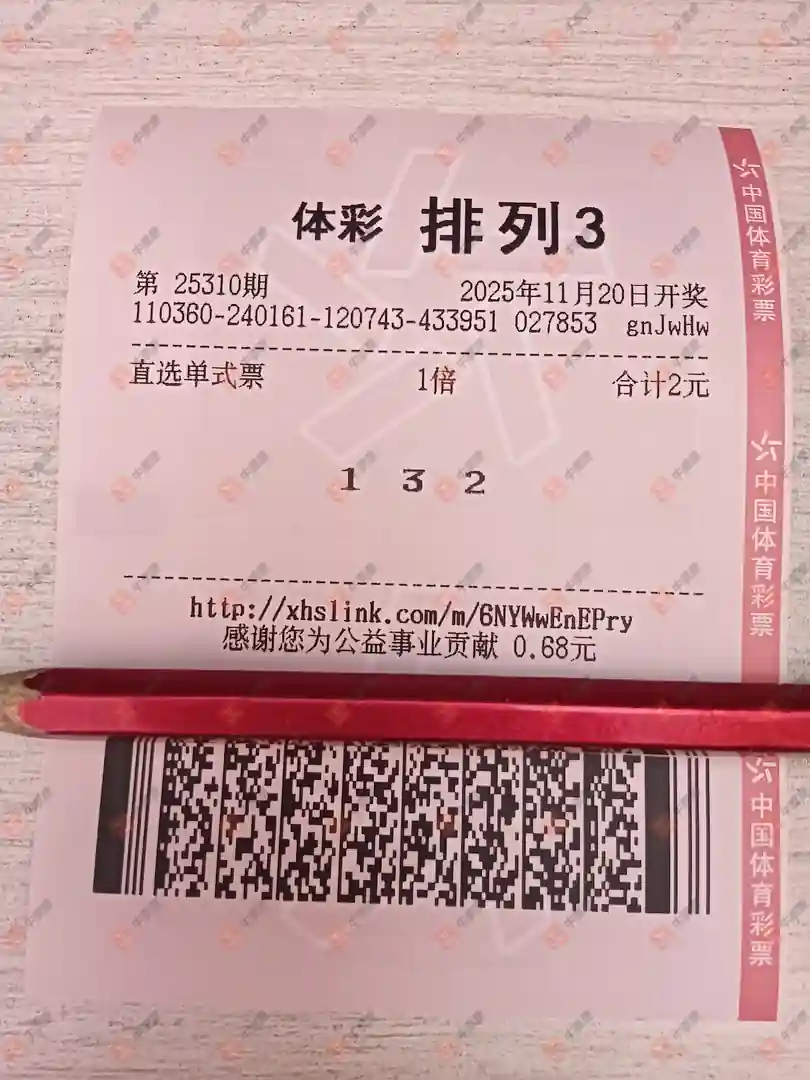 体彩 排列3
第 25310期 2025年11月20日开奖
110360-240161-120743-433951 027853 gnJwHw
直选单式票 1倍 合计2元
1 3 2
http://xhslink.com/m/6NYWwEnEPry
感谢您为公益事业贡献 0.68元
中国体育彩票
中国体育彩票
中国体育彩票